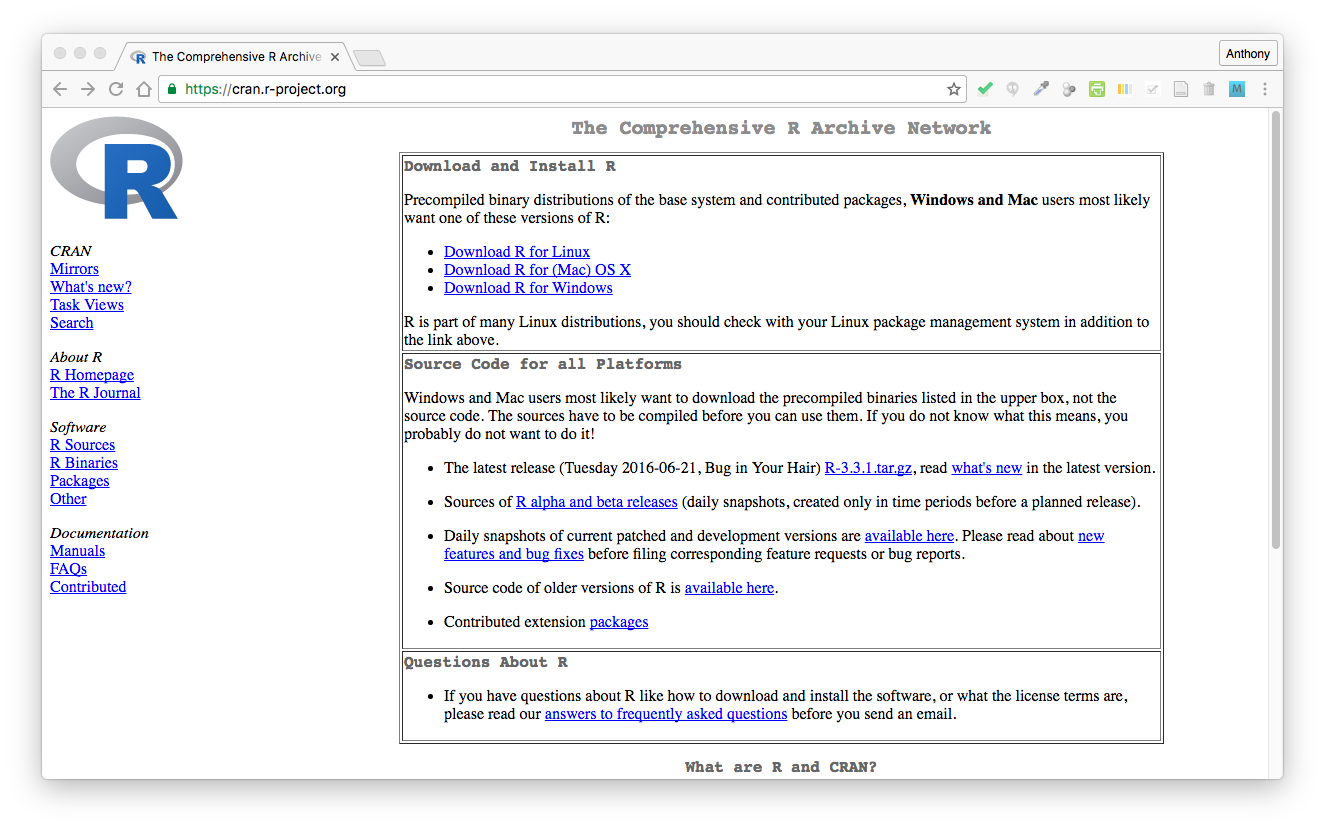 The Comprehensive R Archive
Anthony
https://cran.r-project.org
M
R
CRAN
Mirrors
What's new?
Task Views
Search
About R
R Homepage
The R Journal
Software
R Sources
R Binaries
Packages
Other
Documentation
Manuals
FAQs
Contributed
The Comprehensive R Archive Network
Download and Install R
Precompiled binary distributions of the base system and contributed packages, Windows and Mac users most likely
want one of these versions of R:
• Download R for Linux
• Download R for (Mac) OS X
• Download R for Windows
R is part of many Linux distributions, you should check with your Linux package management system in addition to
the link above.
Source Code for all Platforms
Windows and Mac users most likely want to download the precompiled binaries listed in the upper box, not the
source code. The sources have to be compiled before you can use them. If you do not know what this means, you
probably do not want to do it!
• The latest release (Tuesday 2016-06-21, Bug in Your Hair) R-3.3.1.tar.gz, read what's new in the latest version.
• Sources of R alpha and beta releases (daily snapshots, created only in time periods before a planned release).
• Daily snapshots of current patched and development versions are available here. Please read about new
features and bug fixes before filing corresponding feature requests or bug reports.
• Source code of older versions of R is available here.
• Contributed extension packages
Questions About R
• If you have questions about R like how to download and install the software, or what the license terms are,
please read our answers to frequently asked questions before you send an email.
What are R and CRAN?